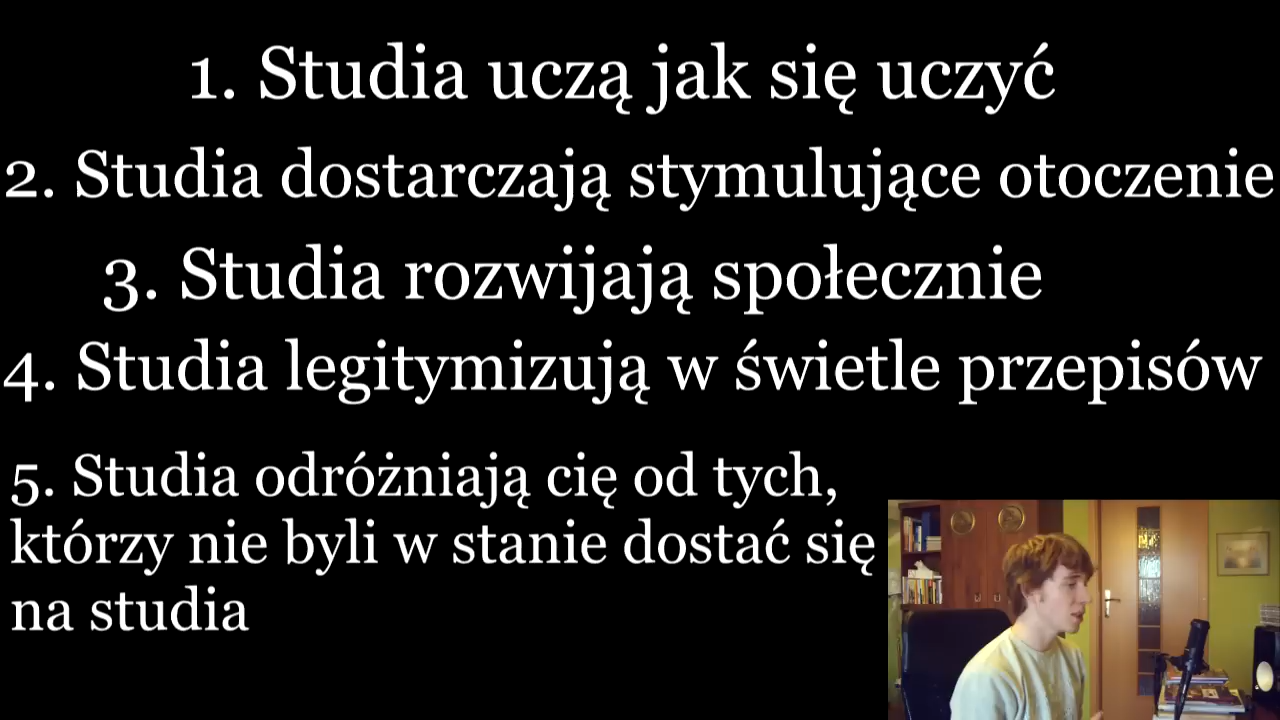 1. Studia uczą jak się uczyć
2. Studia dostarczają stymulujące otoczenie
3. Studia rozwijają społecznie
4. Studia legitymizują w świetle przepisów
5. Studia odróżniają cię od tych,
którzy nie byli w stanie dostać się
na studia